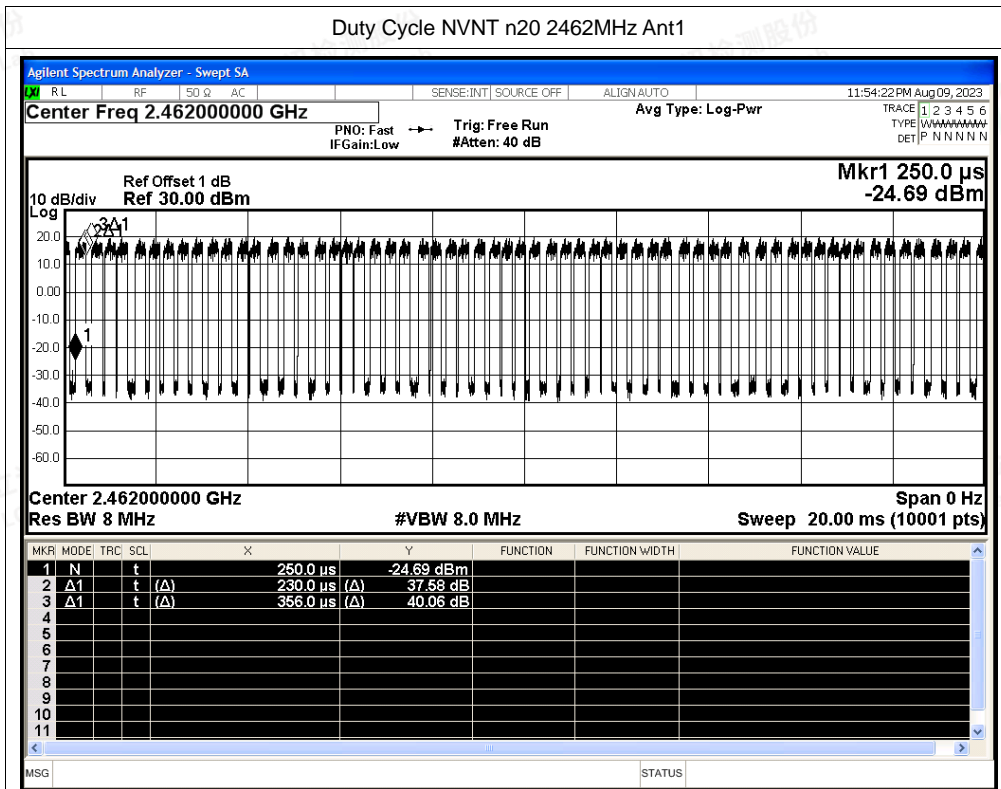 Duty Cycle NVNT n20 2462MHz Ant1
Agilent Spectrum Analyzer - Swept SA
LXI RL RF 50 Ω AC SENSE:INT SOURCE OFF ALIGN AUTO 11:54:22 PM Aug 09, 2023
Center Freq 2.462000000 GHz
PNO: Fast
IFGain:Low
Trig: Free Run
#Atten: 40 dB
Avg Type: Log-Pwr
TRACE 1 2 3 4 5 6
TYPE
DET P N N N N N
Mkr1 250.0 µs
-24.69 dBm
Ref Offset 1 dB
10 dB/div Ref 30.00 dBm
Log
20.0
10.0
0.00
-10.0
-20.0
-30.0
-40.0
-50.0
-60.0
3Δ1
2Δ1
1
Center 2.462000000 GHz Span 0 Hz
Res BW 8 MHz #VBW 8.0 MHz Sweep 20.00 ms (10001 pts)
MKR MODE TRC SCL X Y FUNCTION FUNCTION WIDTH FUNCTION VALUE
1 N t 250.0 µs -24.69 dBm
2 Δ1 t (Δ) 230.0 µs (Δ) 37.58 dB
3 Δ1 t (Δ) 356.0 µs (Δ) 40.06 dB
4
5
6
7
8
9
10
11
MSG STATUS